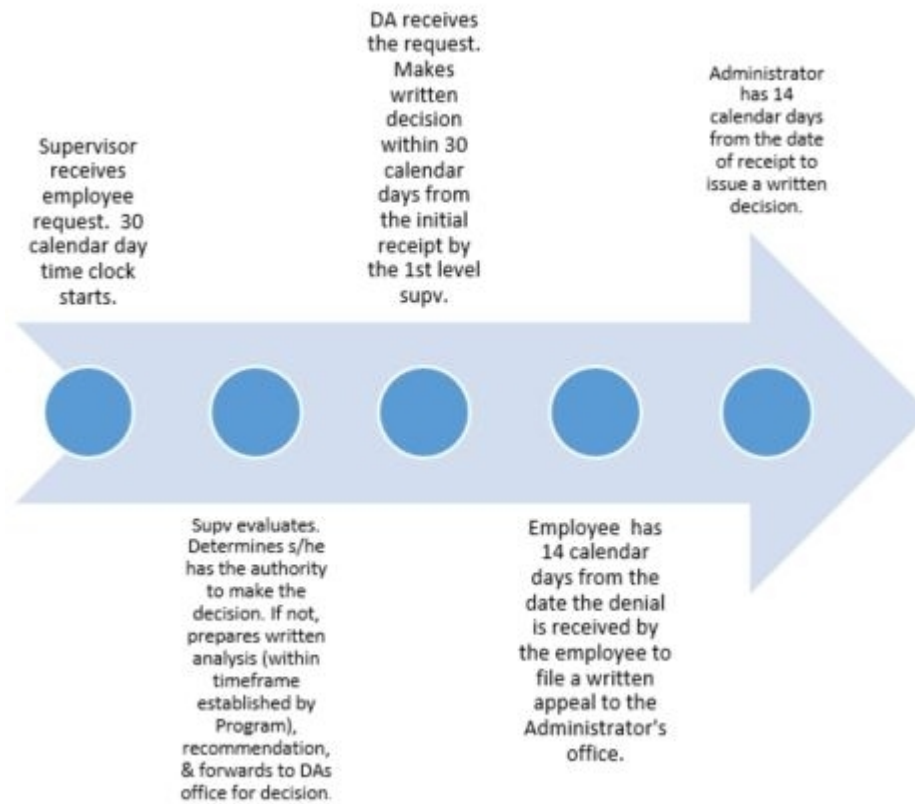 Supervisor
receives
employee
request.  30
calendar day
time clock
starts.
Supv evaluates.
Determines s/he
has the authority
to make the
decision. If not,
prepares written
analysis (within
timeframe
established by
Program),
recommendation,
& forwards to DAs
office for decision.
DA receives
the request.
Makes
written
decision
within 30
calendar
days from
the initial
receipt by
the 1st level
supv.
Employee  has
14 calendar
days from the
date the denial
is received by
the employee to
file a written
appeal to the
Administrator's
office.
Administrator
has 14
calendar days
from the date
of receipt to
issue a written
decision.